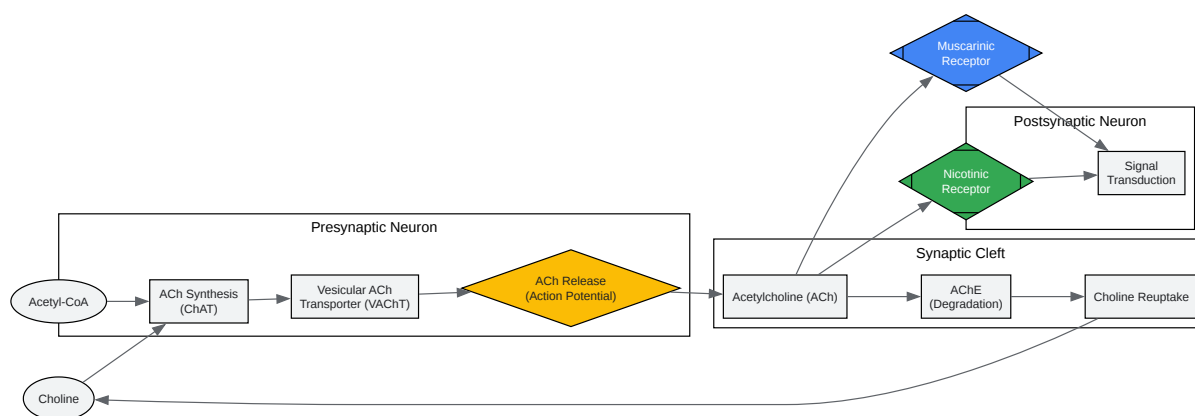 Muscarinic
Receptor
Postsynaptic Neuron
Signal
Transduction
Nicotinic
Receptor
Presynaptic Neuron
Synaptic Cleft
Acetyl-CoA
ACh Synthesis
(ChAT)
Vesicular ACh
Transporter (VAChT)
ACh Release
(Action Potential)
Acetylcholine (ACh)
AChE
(Degradation)
Choline Reuptake
Choline